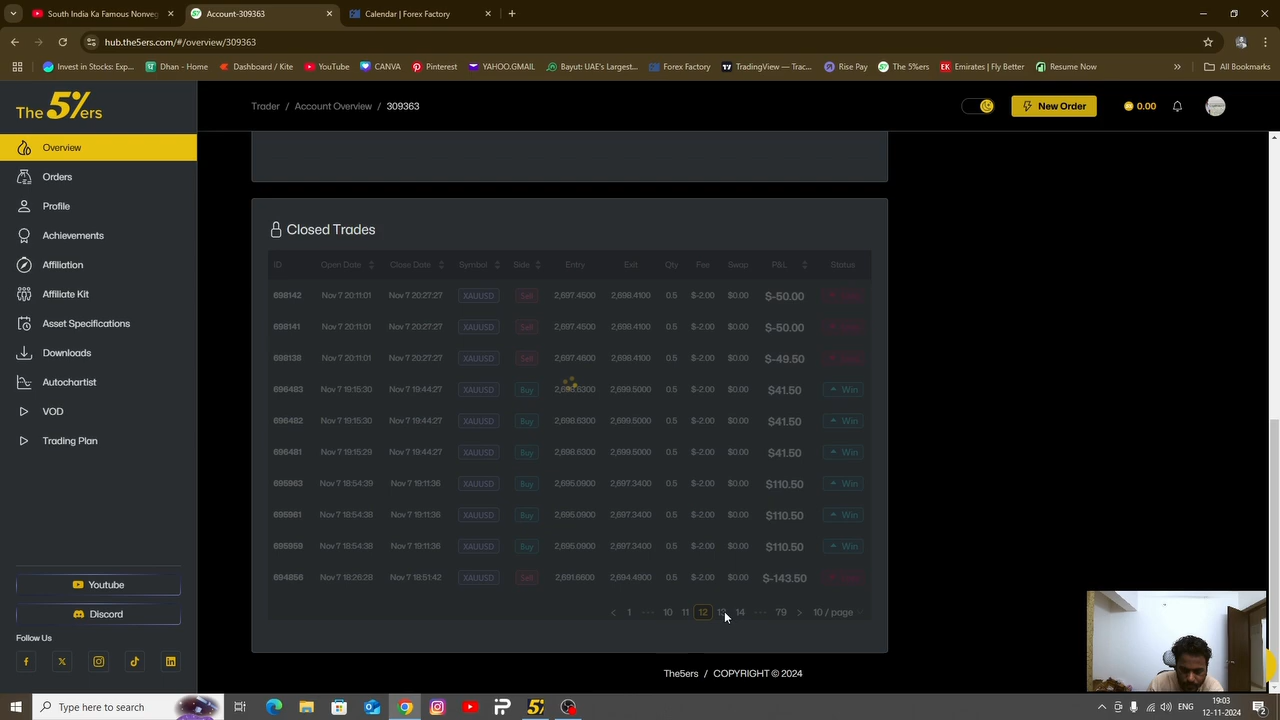 South India Ka Famous Nonve
Account-309363
Calendar | Forex Factory
hub.the5ers.com/#/overview/309363
Invest in Stocks: Exp...
Dhan - Home
Dashboard / Kite
YouTube
CANVA
Pinterest
YAHOO.GMAIL
Bayut: UAE's Largest...
Forex Factory
TradingView — Trac...
Rise Pay
The 5%ers
Emirates | Fly Better
Resume Now
All Bookmarks
The 5%ers
Trader / Account Overview / 309363
New Order
0.00
Overview
Orders
Profile
Achievements
Affiliation
Affiliate Kit
Asset Specifications
Downloads
Autochartist
VOD
Trading Plan
Youtube
Discord
Follow Us
Closed Trades
ID Open Date Close Date Symbol Side Entry Exit Qty Fee Swap P&L Status
698142 Nov 7 20:11:01 Nov 7 20:27:27 XAUUSD Sell 2,697.4500 2,698.4100 0.5 $-2.00 $0.00 $-50.00
698141 Nov 7 20:11:01 Nov 7 20:27:27 XAUUSD Sell 2,697.4500 2,698.4100 0.5 $-2.00 $0.00 $-50.00
698138 Nov 7 20:11:01 Nov 7 20:27:27 XAUUSD Sell 2,697.4600 2,698.4100 0.5 $-2.00 $0.00 $-49.50
696483 Nov 7 19:15:30 Nov 7 19:44:27 XAUUSD Buy 2,698.6300 2,699.5000 0.5 $-2.00 $0.00 $41.50 Win
696482 Nov 7 19:15:30 Nov 7 19:44:27 XAUUSD Buy 2,698.6300 2,699.5000 0.5 $-2.00 $0.00 $41.50 Win
696481 Nov 7 19:15:29 Nov 7 19:44:27 XAUUSD Buy 2,698.6300 2,699.5000 0.5 $-2.00 $0.00 $41.50 Win
695963 Nov 7 18:54:39 Nov 7 19:11:36 XAUUSD Buy 2,695.0900 2,697.3400 0.5 $-2.00 $0.00 $110.50 Win
695961 Nov 7 18:54:38 Nov 7 19:11:36 XAUUSD Buy 2,695.0900 2,697.3400 0.5 $-2.00 $0.00 $110.50 Win
695959 Nov 7 18:54:38 Nov 7 19:11:36 XAUUSD Buy 2,695.0900 2,697.3400 0.5 $-2.00 $0.00 $110.50 Win
694856 Nov 7 18:26:28 Nov 7 18:51:42 XAUUSD Sell 2,691.6600 2,694.4900 0.5 $-2.00 $0.00 $-143.50
1 ••• 10 11 12 13 14 ••• 79 10 / page
The5ers / COPYRIGHT © 2024
Type here to search
19:03
12-11-2024